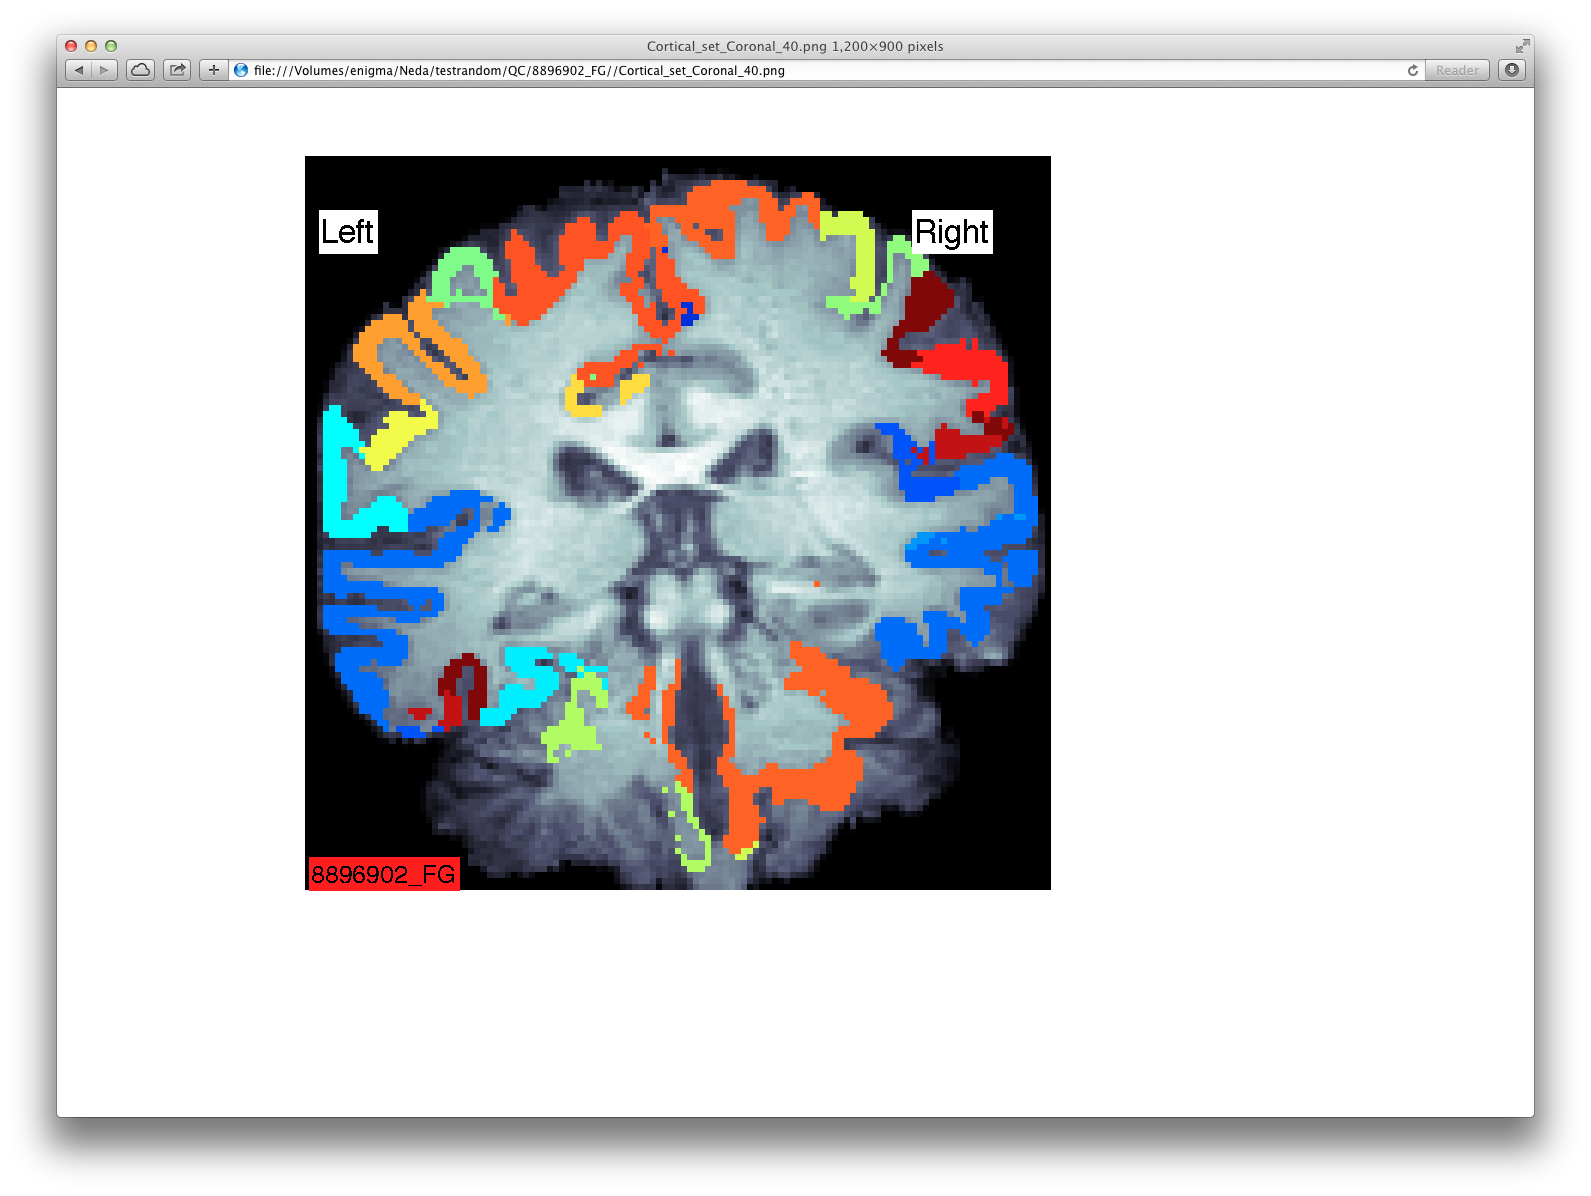 Cortical_set_Coronal_40.png 1,200×900 pixels
file:///Volumes/enigma/Neda/testrandom/QC/8896902_FG//Cortical_set_Coronal_40.png
Reader
Left
Right
8896902_FG